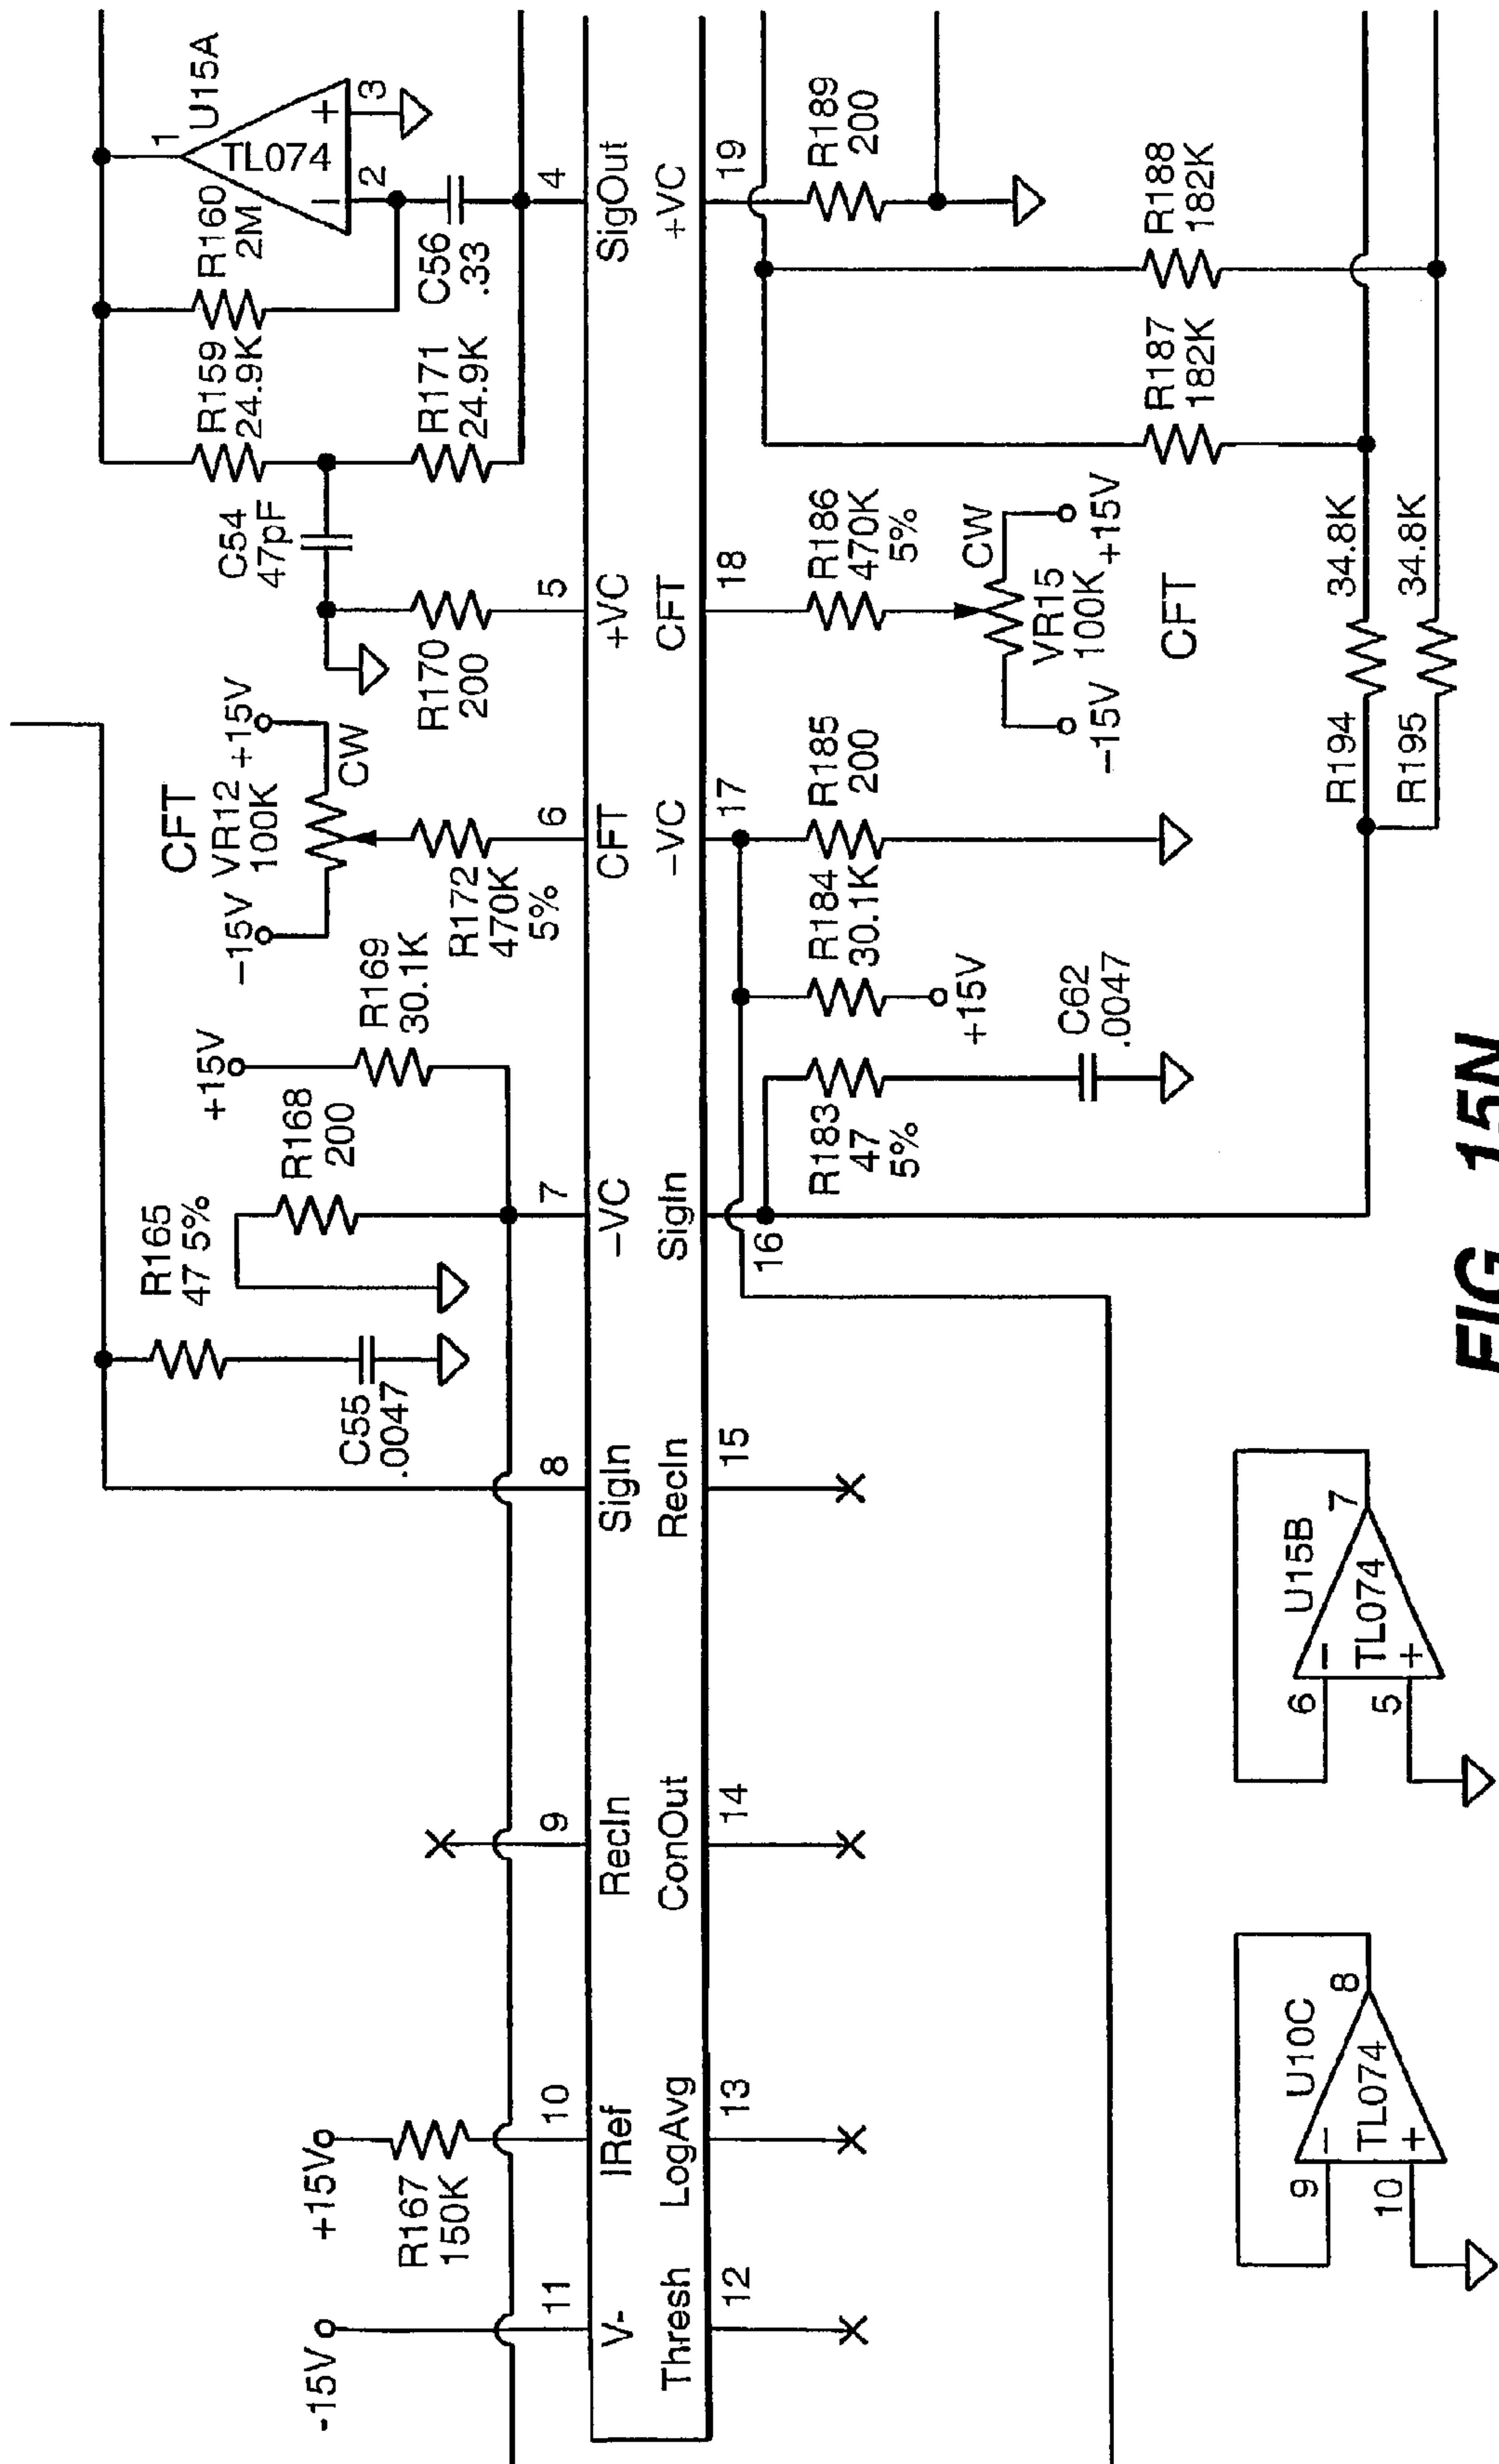 -15V
+15V
R167
150K
11
10
9
8
7
6
5
4
V-
IRef
RecIn
SigIn
-VC
CFT
+VC
SigOut
R165
47 5%
C55
.0047
R168
200
+15V
R169
30.1K
CFT
VR12
100K
-15V
+15V
CW
R172
470K
5%
R170
200
C54
47pF
R159
24.9K
R171
24.9K
R160
2M
C56
.33
U15A
TL074
1
2
3
−
+
Thresh
LogAvg
ConOut
RecIn
SigIn
-VC
CFT
+VC
12
13
14
15
16
17
18
19
R183
47
5%
C62
.0047
R184
30.1K
+15V
R185
200
R186
470K
5%
CW
VR15
100K
-15V
+15V
CFT
R189
200
R187
182K
R188
182K
R194
34.8K
R195
34.8K
U10C
TL074
9
10
8
−
+
U15B
TL074
6
5
7
−
+
FIG_15N